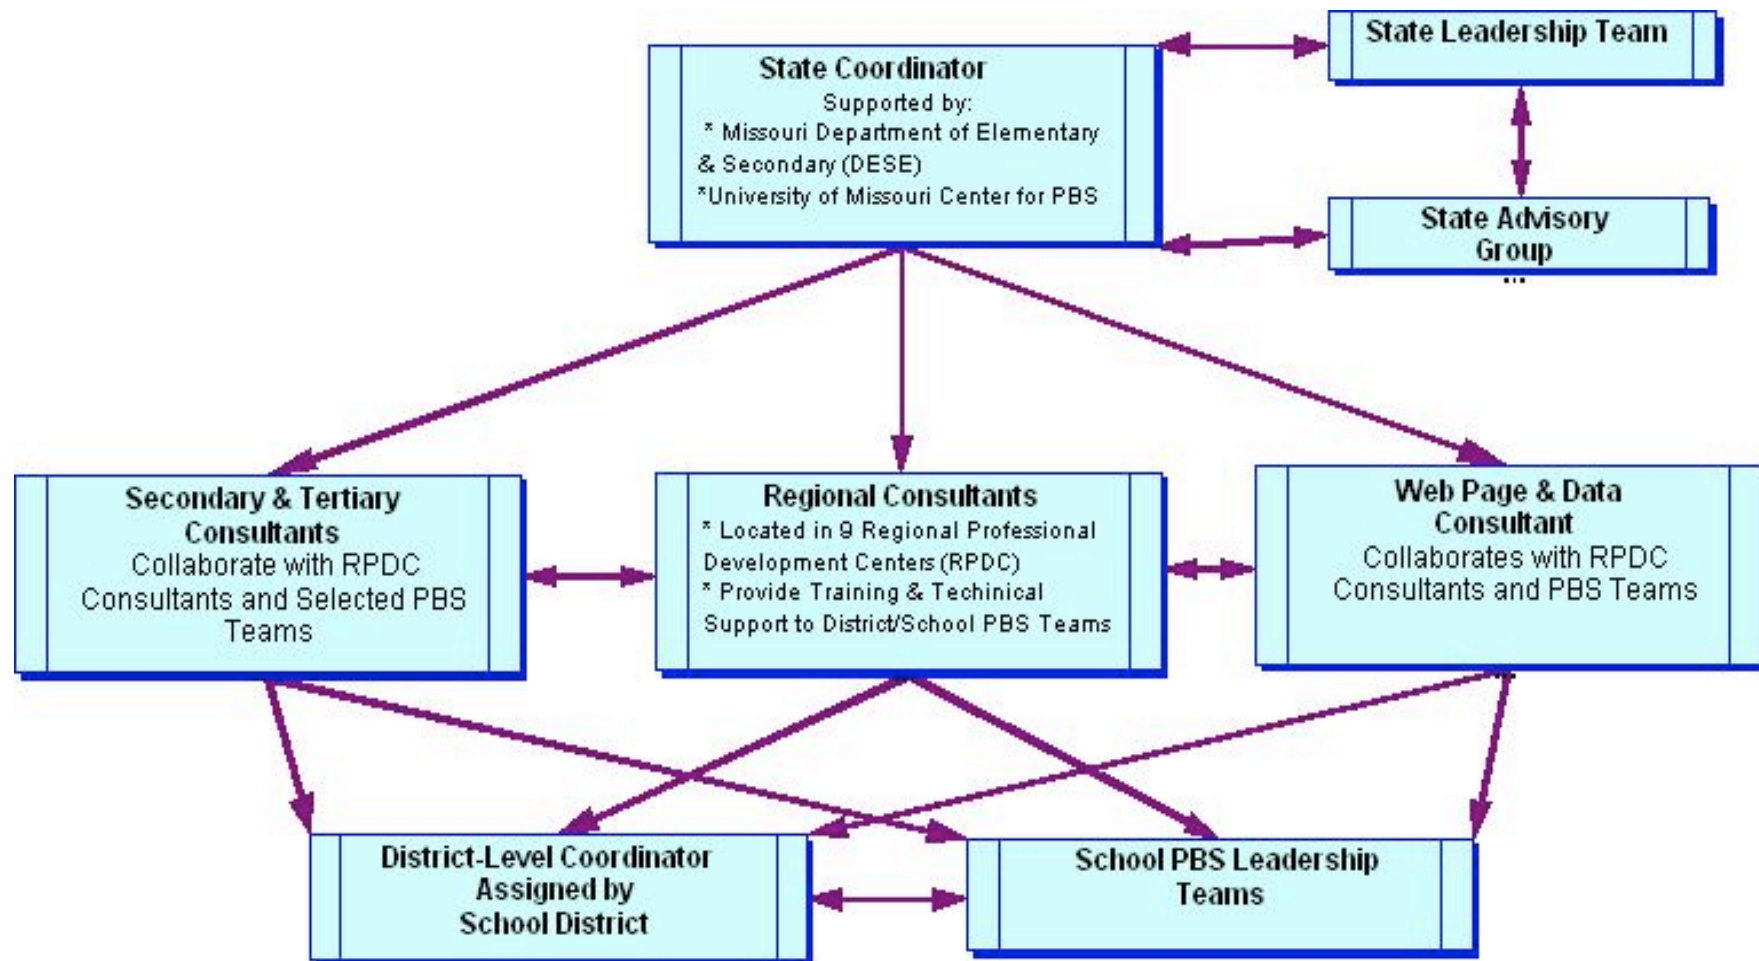 State Leadership Team
State Coordinator
Supported by:
* Missouri Department of Elementary
& Secondary (DESE)
*University of Missouri Center for PBS
State Advisory
Group
...
Secondary & Tertiary
Consultants
Collaborate with RPDC
Consultants and Selected PBS
Teams
Regional Consultants
* Located in 9 Regional Professional
Development Centers (RPDC)
* Provide Training & Techinical
Support to District/School PBS Teams
Web Page & Data
Consultant
Collaborates with RPDC
Consultants and PBS Teams
...
District-Level Coordinator
Assigned by
School District
School PBS Leadership
Teams